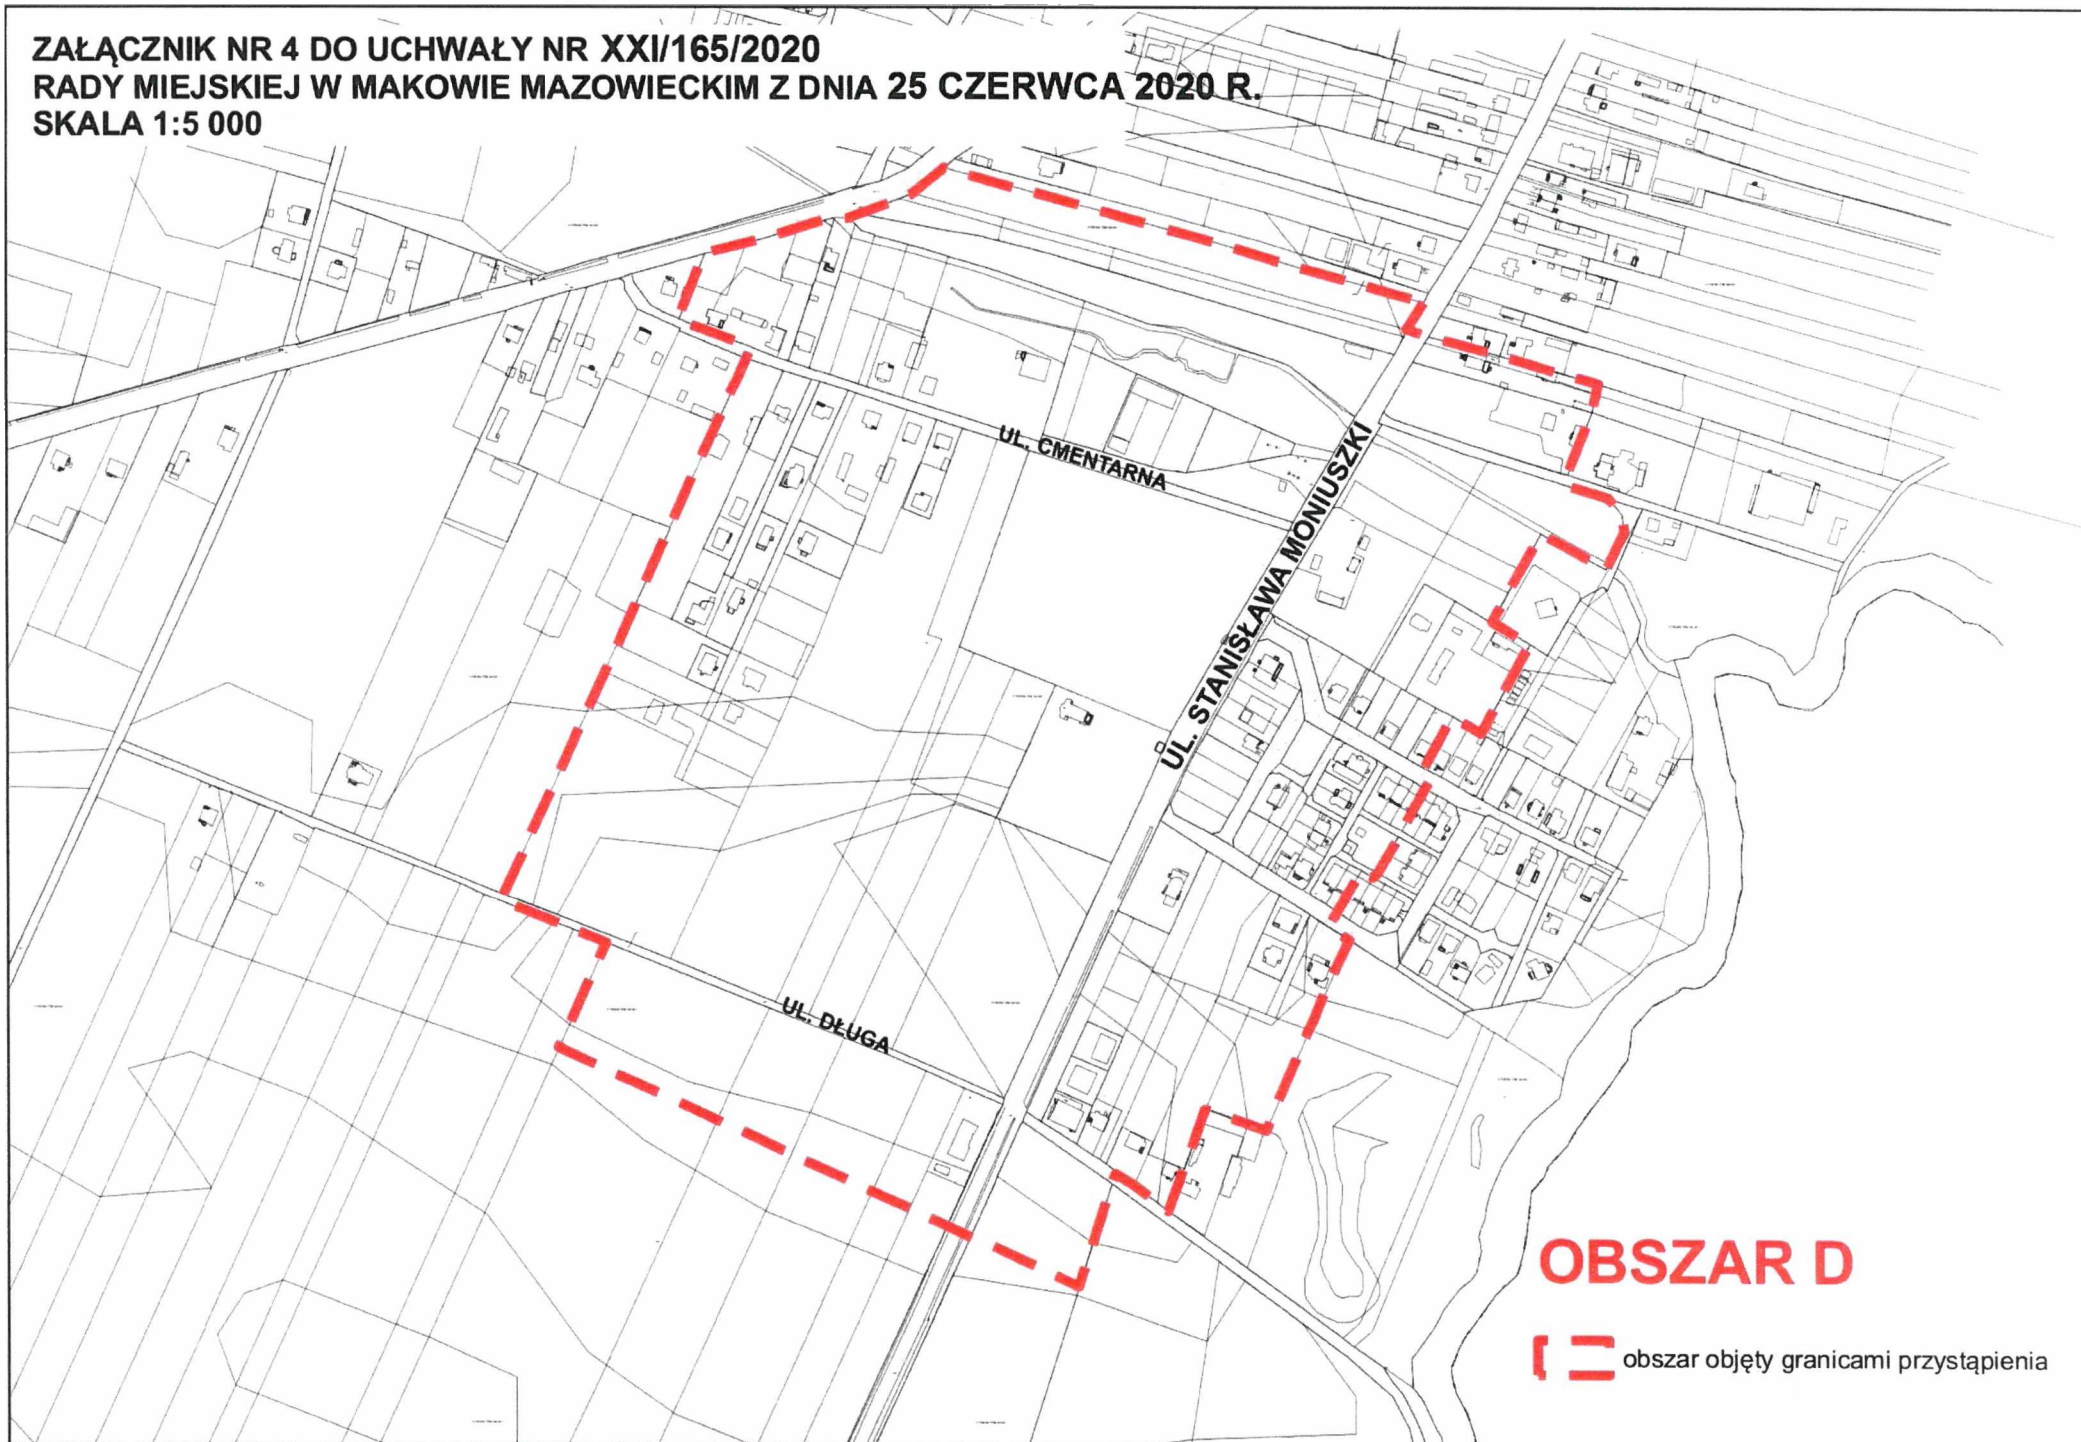 ZAŁĄCZNIK NR 4 DO UCHWAŁY NR XXI/165/2020
RADY MIEJSKIEJ W MAKOWIE MAZOWIECKIM Z DNIA 25 CZERWCA 2020 R.
SKALA 1:5 000
UL. CMENTARNA
UL. STANISŁAWA MONIUSZKI
UL. DŁUGA
OBSZAR D
obszar objęty granicami przystąpienia